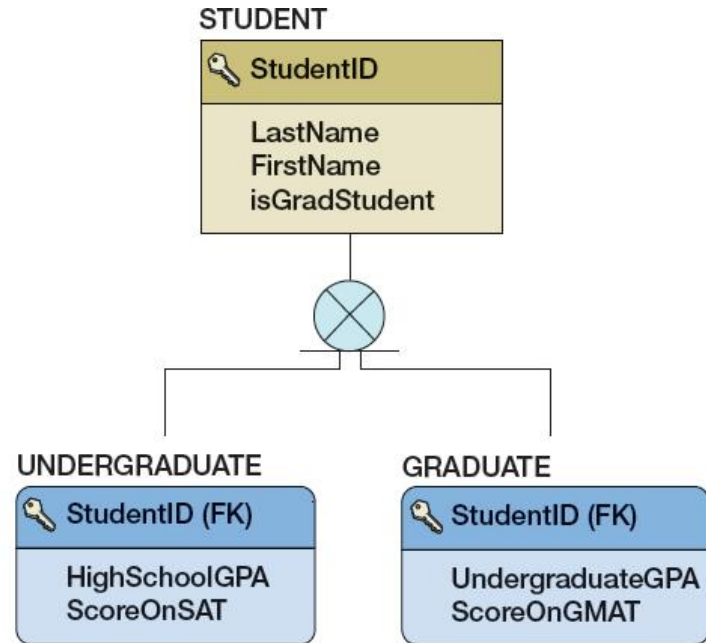 STUDENT
StudentID
LastName
FirstName
isGradStudent
UNDERGRADUATE
StudentID (FK)
HighSchoolGPA
ScoreOnSAT
GRADUATE
StudentID (FK)
UndergraduateGPA
ScoreOnGMAT